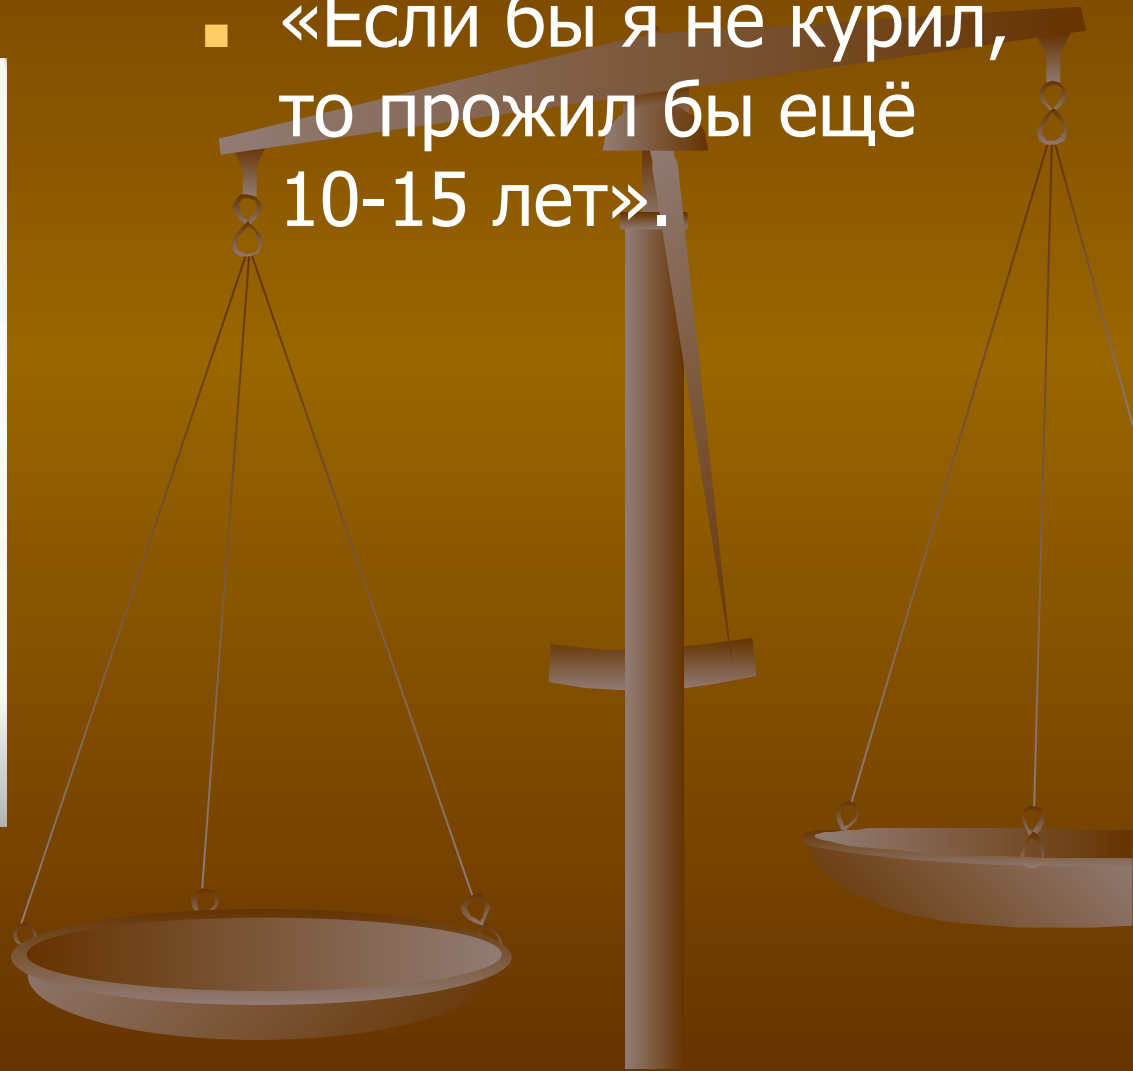 «Если бы я не курил,
то прожил бы ещё
10-15 лет».